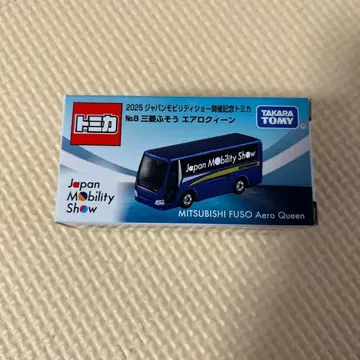 トミカ
2025 ジャパンモビリティショー開催記念トミカ
No.8 三菱ふそう エアロクィーン
TAKARA
TOMY
Japan
Mobility
Show
Japan Mobility Show
MITSUBISHI FUSO Aero Queen